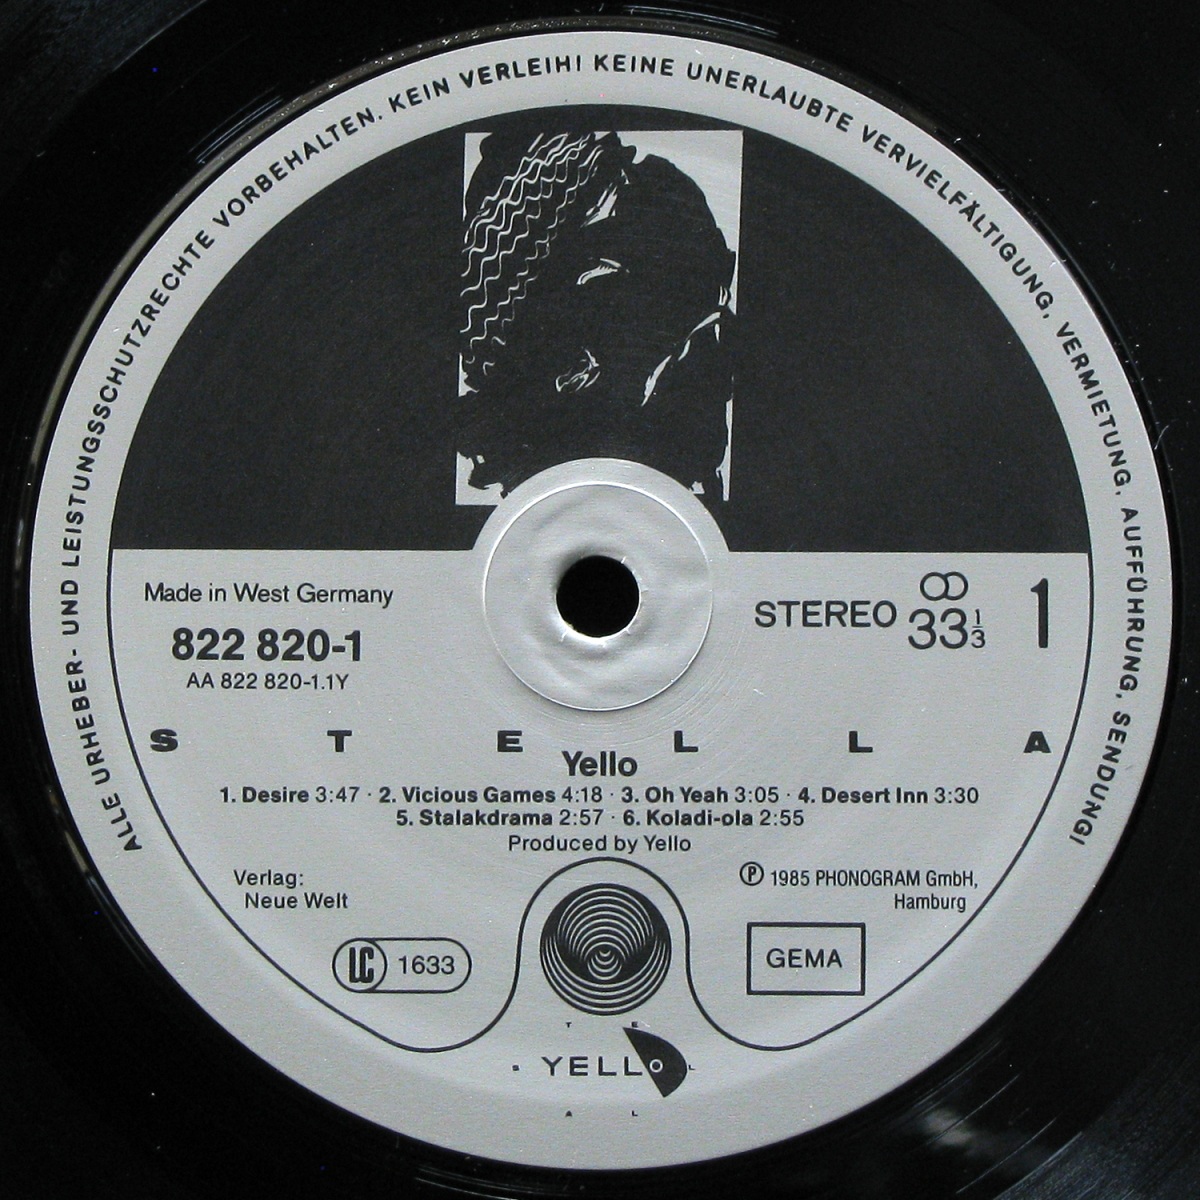 ALLE URHEBER- UND LEISTUNGSSCHUTZRECHTE VORBEHALTEN. KEIN VERLEIH! KEINE UNERLAUBTE VERVIELFÄLTIGUNG, VERMIETUNG, AUFFÜHRUNG, SENDUNG!
Made in West Germany
822 820-1
AA 822 820-1.1Y
STEREO 33 1/3
1
S T E L L A
Yello
1. Desire 3:47 · 2. Vicious Games 4:18 · 3. Oh Yeah 3:05 · 4. Desert Inn 3:30
5. Stalakdrama 2:57 · 6. Koladi-ola 2:55
Produced by Yello
Verlag:
Neue Welt
℗ 1985 PHONOGRAM GmbH,
Hamburg
LC 1633
GEMA
T E
S YELLO L
A L